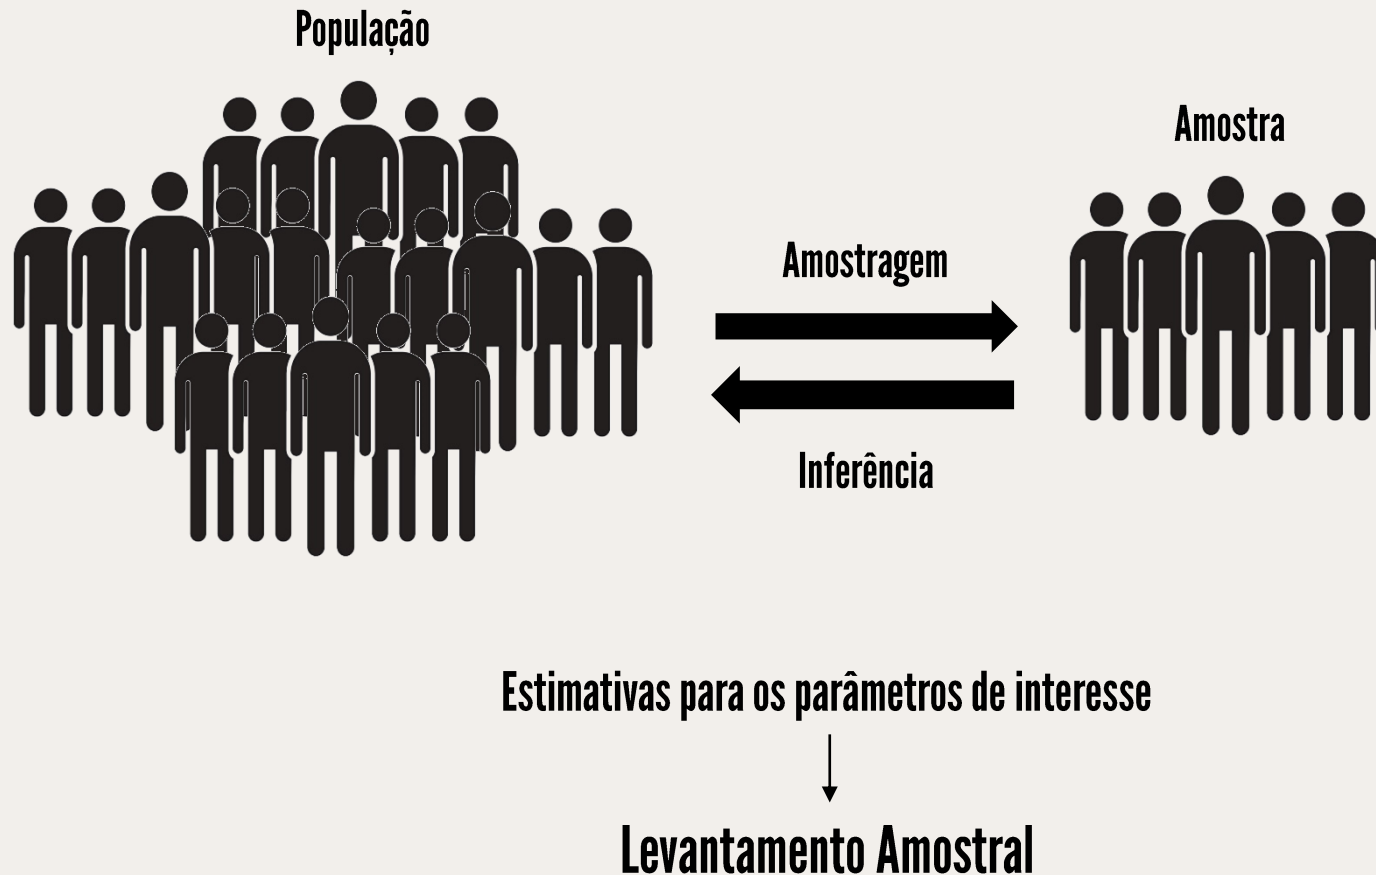 População
Amostra
Amostragem
Inferência
Estimativas para os parâmetros de interesse
Levantamento Amostral